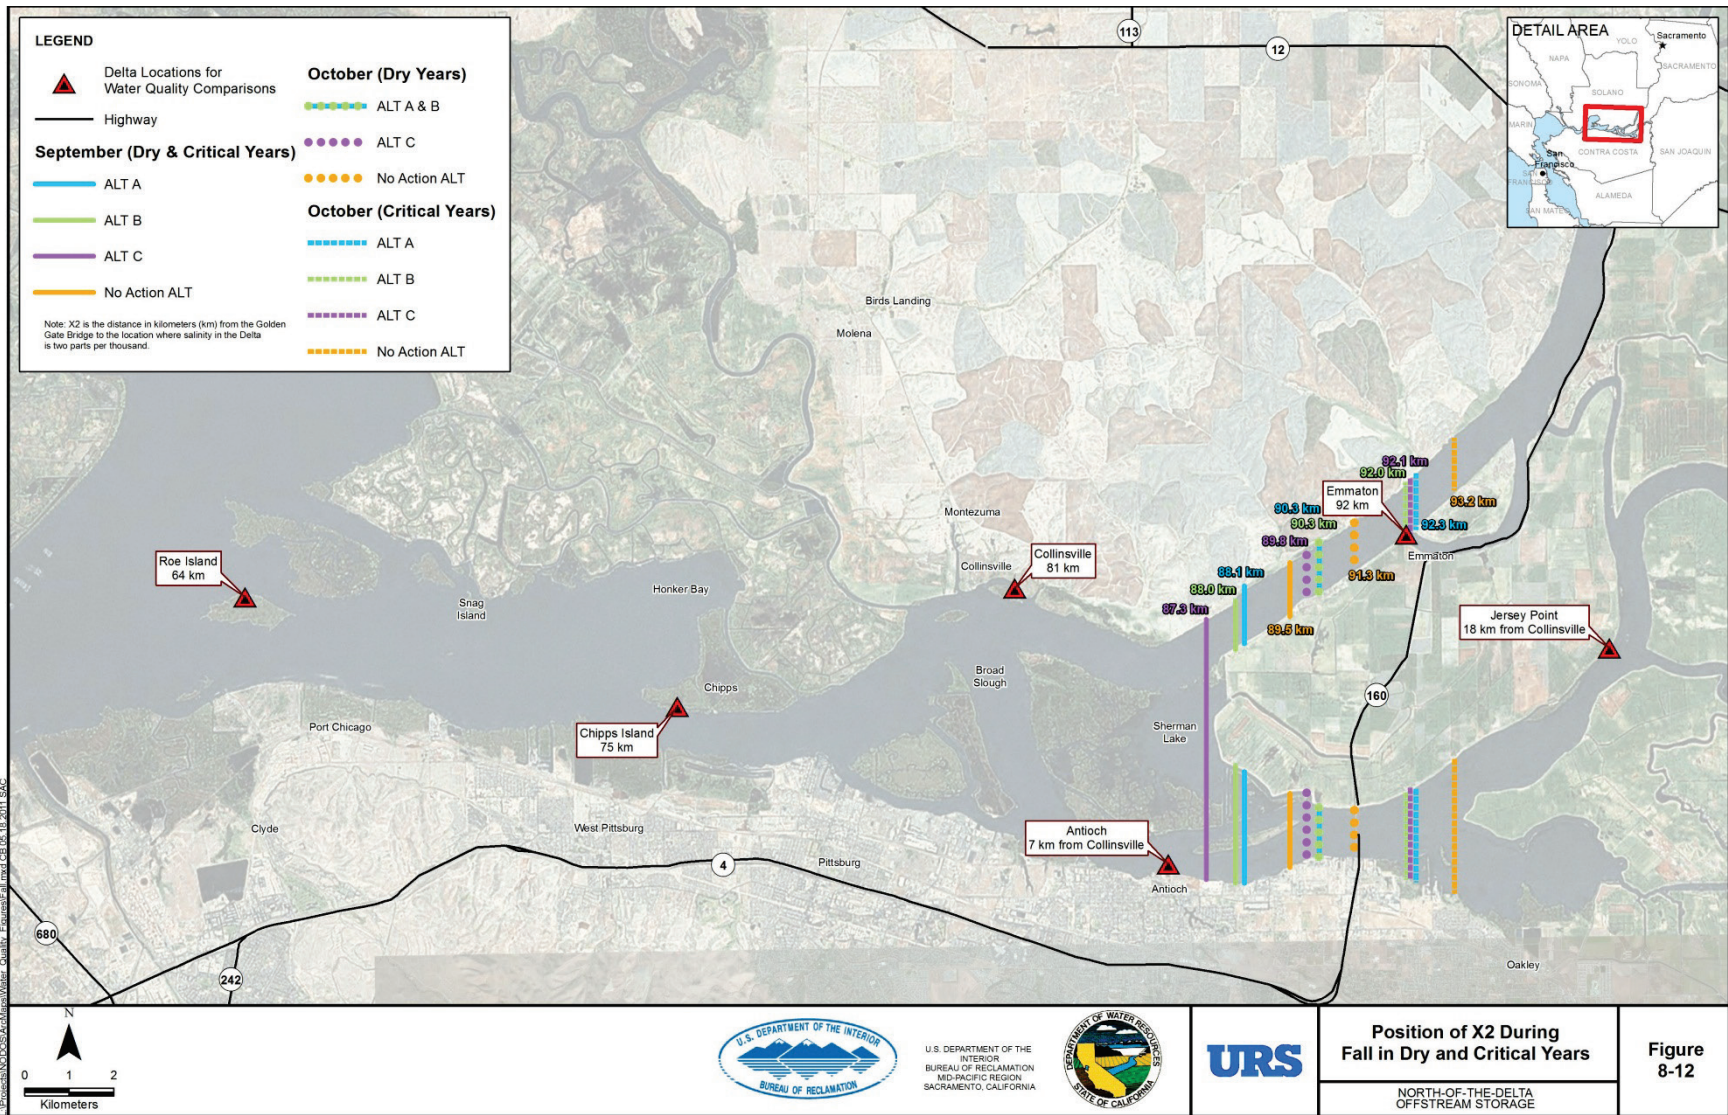 LEGEND
Delta Locations for
Water Quality Comparisons
Highway
September (Dry & Critical Years)
ALT A
ALT B
ALT C
No Action ALT
Note: X2 is the distance in kilometers (km) from the Golden
Gate Bridge to the location where salinity in the Delta
is two parts per thousand.
October (Dry Years)
ALT A & B
ALT C
No Action ALT
October (Critical Years)
ALT A
ALT B
ALT C
No Action ALT
113
12
DETAIL AREA
Sacramento
YOLO
NAPA
SACRAMENTO
SONOMA
SOLANO
MARIN
CONTRA COSTA
SAN JOAQUIN
San
Francisco
SAN
FRANCISCO
ALAMEDA
SAN MATEO
Birds Landing
Molena
Montezuma
Collinsville
Collinsville
81 km
Roe Island
64 km
Snag
Island
Honker Bay
Chipps
Chipps Island
75 km
Port Chicago
Broad
Slough
Sherman
Lake
92.1 km
92.0 km
Emmaton
92 km
93.2 km
90.3 km
90.3 km
92.3 km
89.8 km
Emmaton
91.3 km
88.1 km
88.0 km
87.3 km
89.5 km
Jersey Point
18 km from Collinsville
160
Clyde
West Pittsburg
Pittsburg
Antioch
7 km from Collinsville
Antioch
4
680
242
Oakley
N
0 1 2
Kilometers
U.S. DEPARTMENT OF THE INTERIOR
BUREAU OF RECLAMATION
U.S. DEPARTMENT OF THE
INTERIOR
BUREAU OF RECLAMATION
MID-PACIFIC REGION
SACRAMENTO, CALIFORNIA
DEPARTMENT OF WATER RESOURCES
STATE OF CALIFORNIA
URS
Position of X2 During
Fall in Dry and Critical Years
NORTH-OF-THE-DELTA
OFFSTREAM STORAGE
Figure
8-12